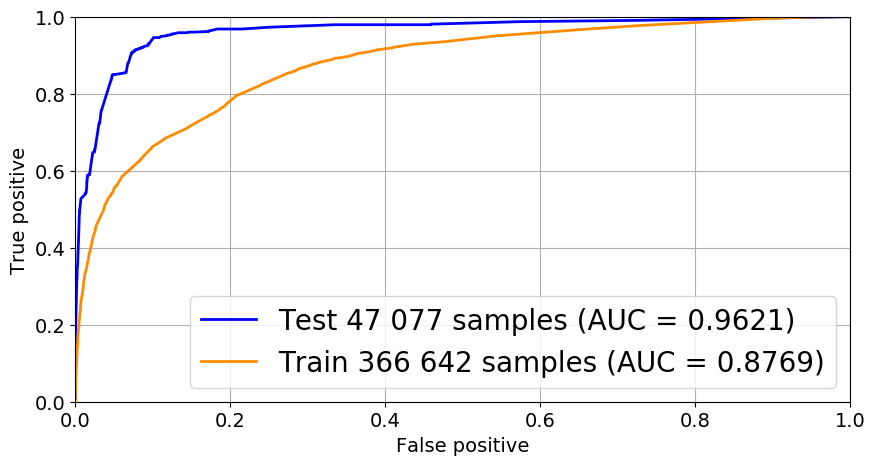 1.0
0.8
0.6
0.4
0.2
0.0
True positive
Test 47 077 samples (AUC = 0.9621)
Train 366 642 samples (AUC = 0.8769)
0.0 0.2 0.4 0.6 0.8 1.0
False positive